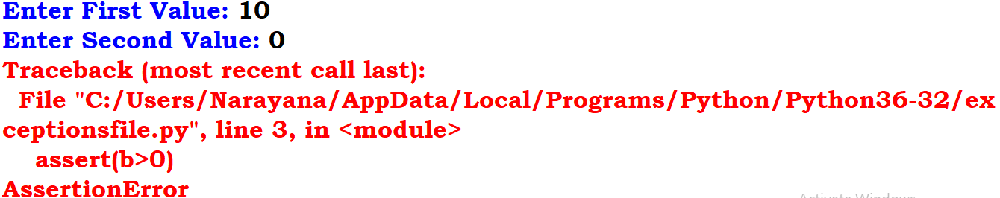 Enter First Value: 10
Enter Second Value: 0
Traceback (most recent call last):
  File "C:/Users/Narayana/AppData/Local/Programs/Python/Python36-32/ex
ceptionsfile.py", line 3, in <module>
    assert(b>0)
AssertionError
Activate Windows